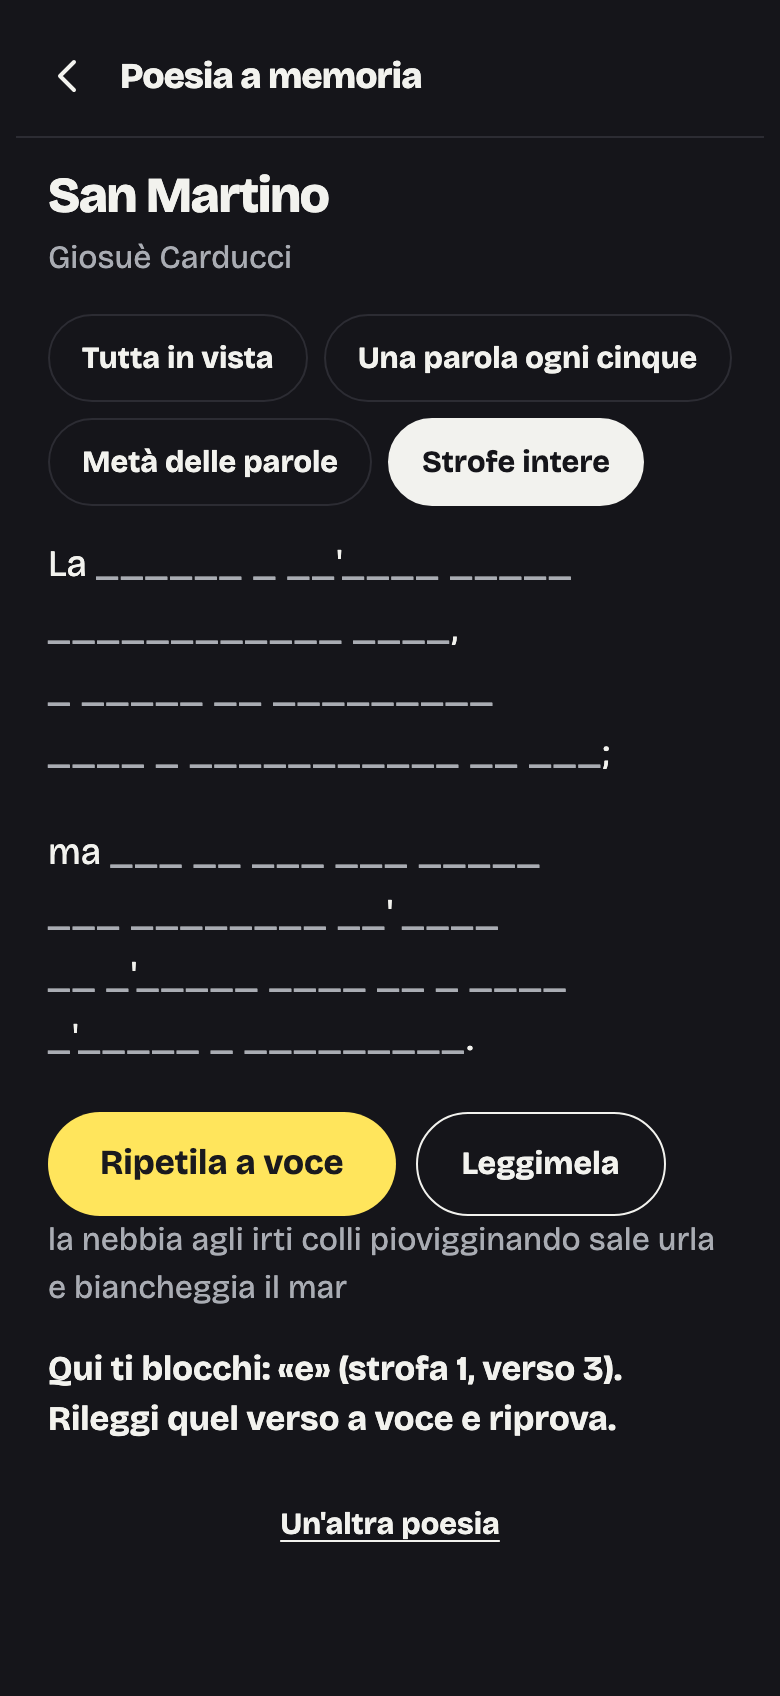 Poesia a memoria
San Martino
Giosuè Carducci
Tutta in vista
Una parola ogni cinque
Metà delle parole
Strofe intere
La ______ _ __'____ _____
____________ ____,
_ _____ __ _________
____ _ ___________ __ ___;
ma ___ __ ___ ___ _____
___ ________ __' ____
__ _'_____ ____ __ _ ____
_'_____ _ _________.
Ripetila a voce
Leggimela
la nebbia agli irti colli piovigginando sale urla
e biancheggia il mar
Qui ti blocchi: «e» (strofa 1, verso 3).
Rileggi quel verso a voce e riprova.
Un'altra poesia